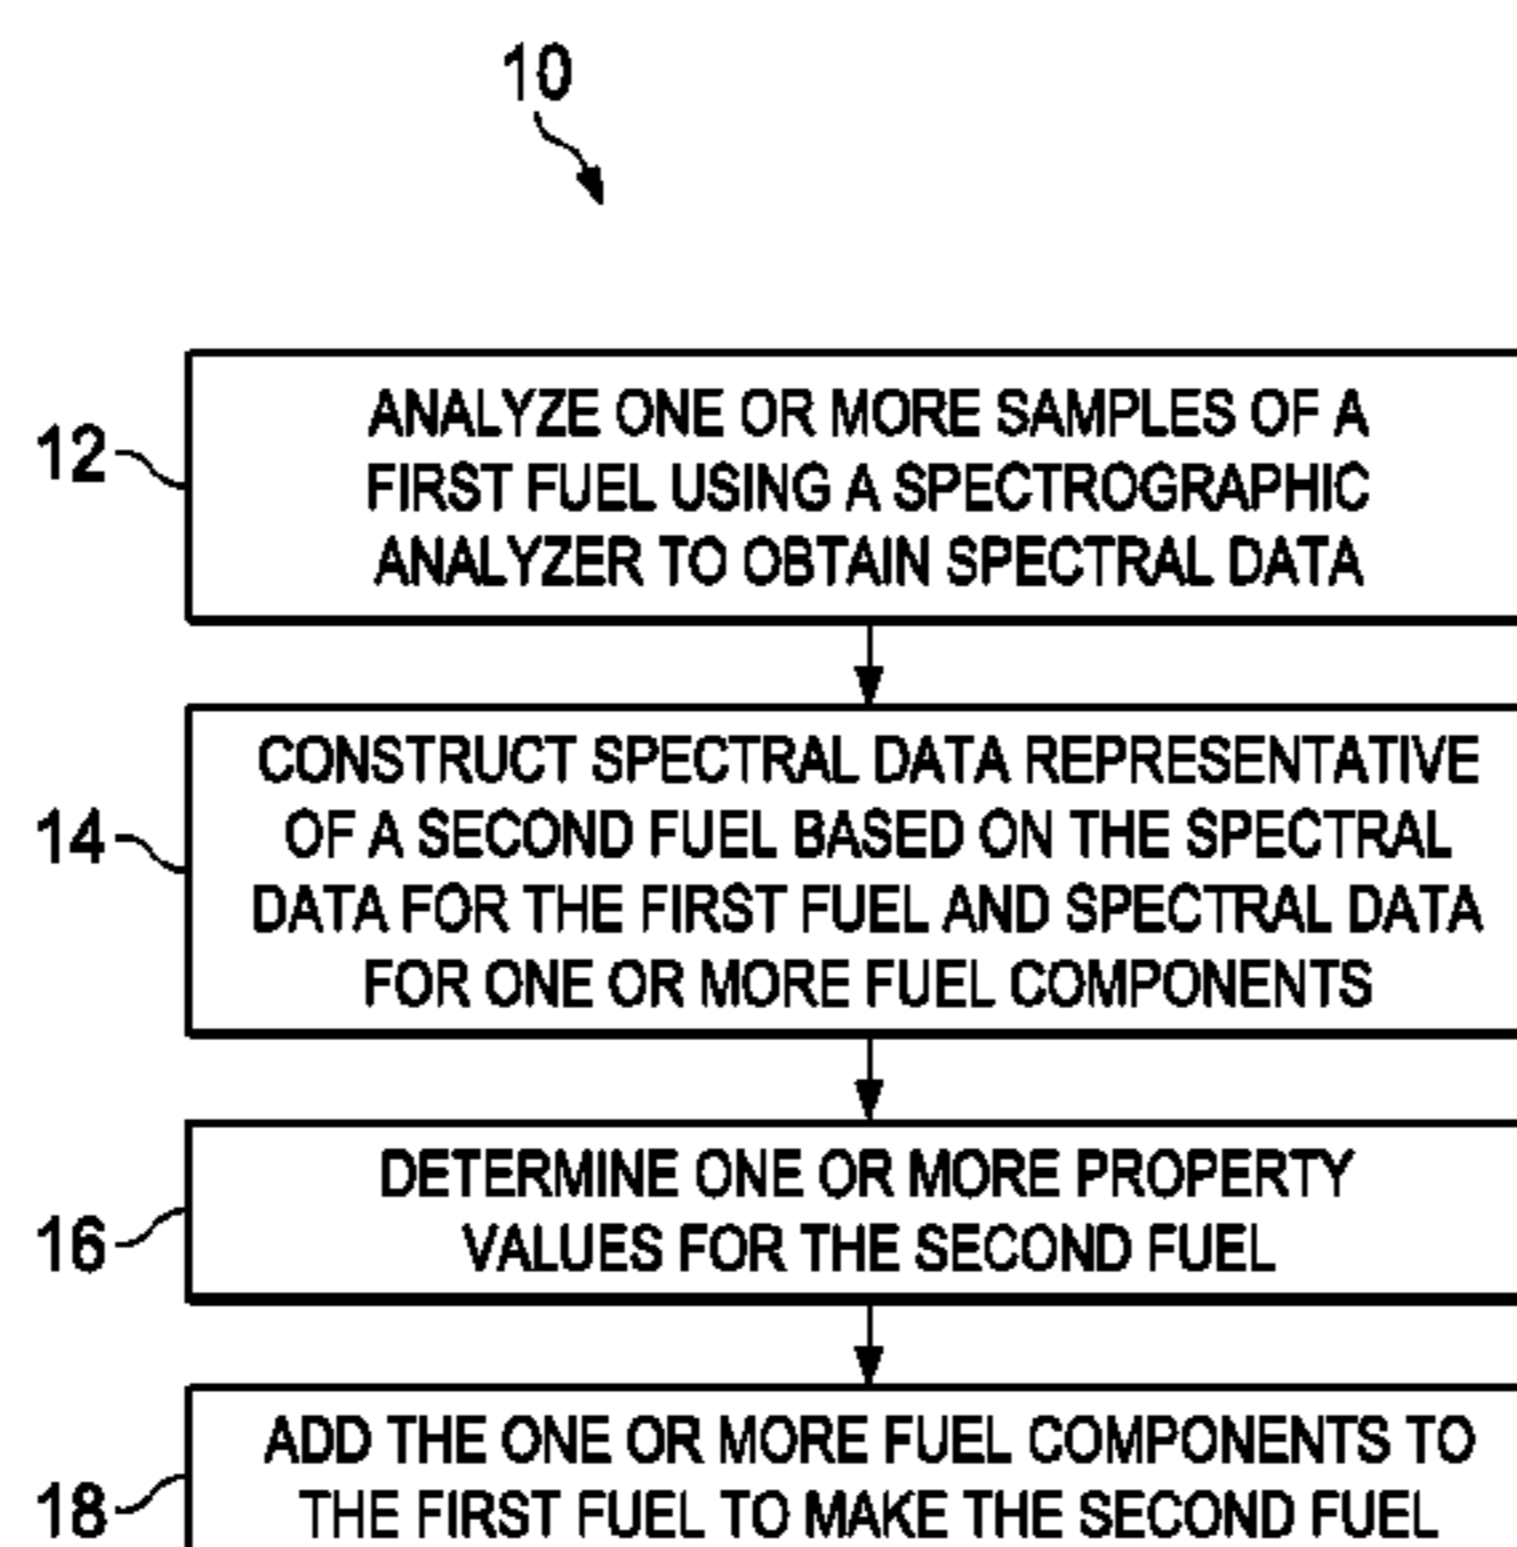 10
12
ANALYZE ONE OR MORE SAMPLES OF A
FIRST FUEL USING A SPECTROGRAPHIC
ANALYZER TO OBTAIN SPECTRAL DATA
14
CONSTRUCT SPECTRAL DATA REPRESENTATIVE
OF A SECOND FUEL BASED ON THE SPECTRAL
DATA FOR THE FIRST FUEL AND SPECTRAL DATA
FOR ONE OR MORE FUEL COMPONENTS
16
DETERMINE ONE OR MORE PROPERTY
VALUES FOR THE SECOND FUEL
18
ADD THE ONE OR MORE FUEL COMPONENTS TO
THE FIRST FUEL TO MAKE THE SECOND FUEL